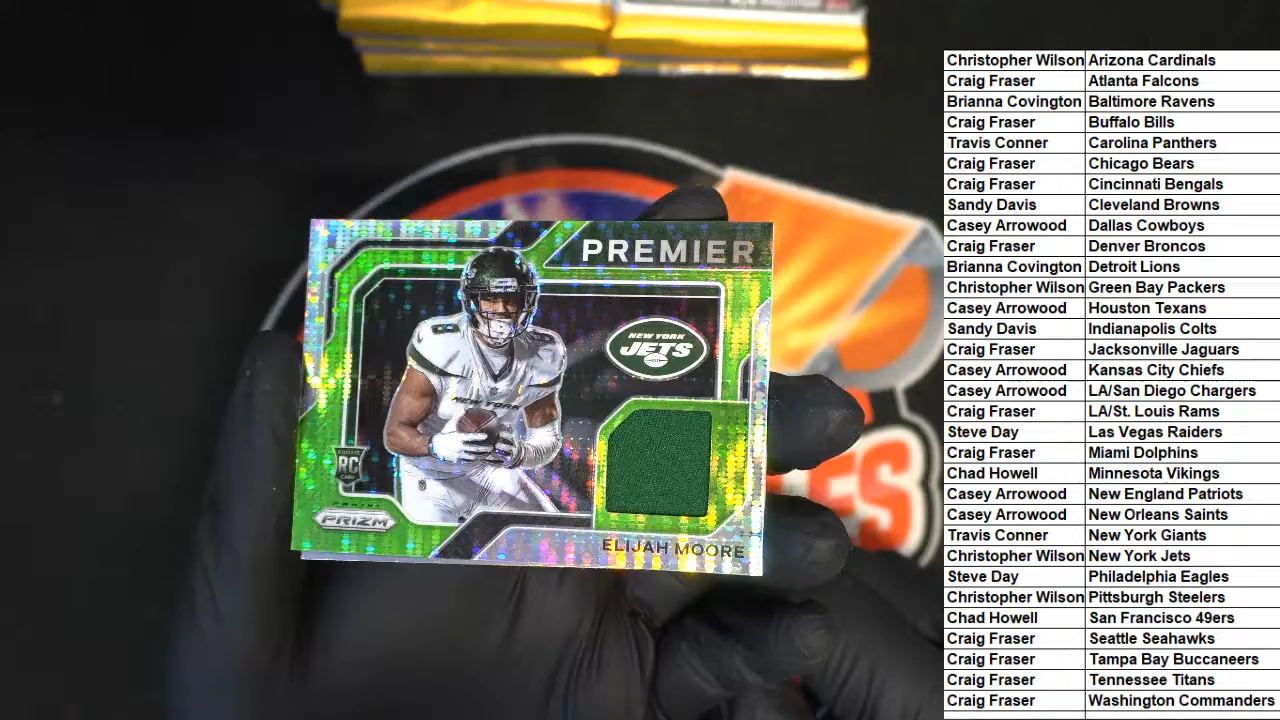 PREMIER
NEW YORK
JETS
ROOKIE
RC
CARD
PANINI
PRIZM
ELIJAH MOORE
ES
Christopher Wilson Arizona Cardinals
Craig Fraser Atlanta Falcons
Brianna Covington Baltimore Ravens
Craig Fraser Buffalo Bills
Travis Conner Carolina Panthers
Craig Fraser Chicago Bears
Craig Fraser Cincinnati Bengals
Sandy Davis Cleveland Browns
Casey Arrowood Dallas Cowboys
Craig Fraser Denver Broncos
Brianna Covington Detroit Lions
Christopher Wilson Green Bay Packers
Casey Arrowood Houston Texans
Sandy Davis Indianapolis Colts
Craig Fraser Jacksonville Jaguars
Casey Arrowood Kansas City Chiefs
Casey Arrowood LA/San Diego Chargers
Craig Fraser LA/St. Louis Rams
Steve Day Las Vegas Raiders
Craig Fraser Miami Dolphins
Chad Howell Minnesota Vikings
Casey Arrowood New England Patriots
Casey Arrowood New Orleans Saints
Travis Conner New York Giants
Christopher Wilson New York Jets
Steve Day Philadelphia Eagles
Christopher Wilson Pittsburgh Steelers
Chad Howell San Francisco 49ers
Craig Fraser Seattle Seahawks
Craig Fraser Tampa Bay Buccaneers
Craig Fraser Tennessee Titans
Craig Fraser Washington Commanders